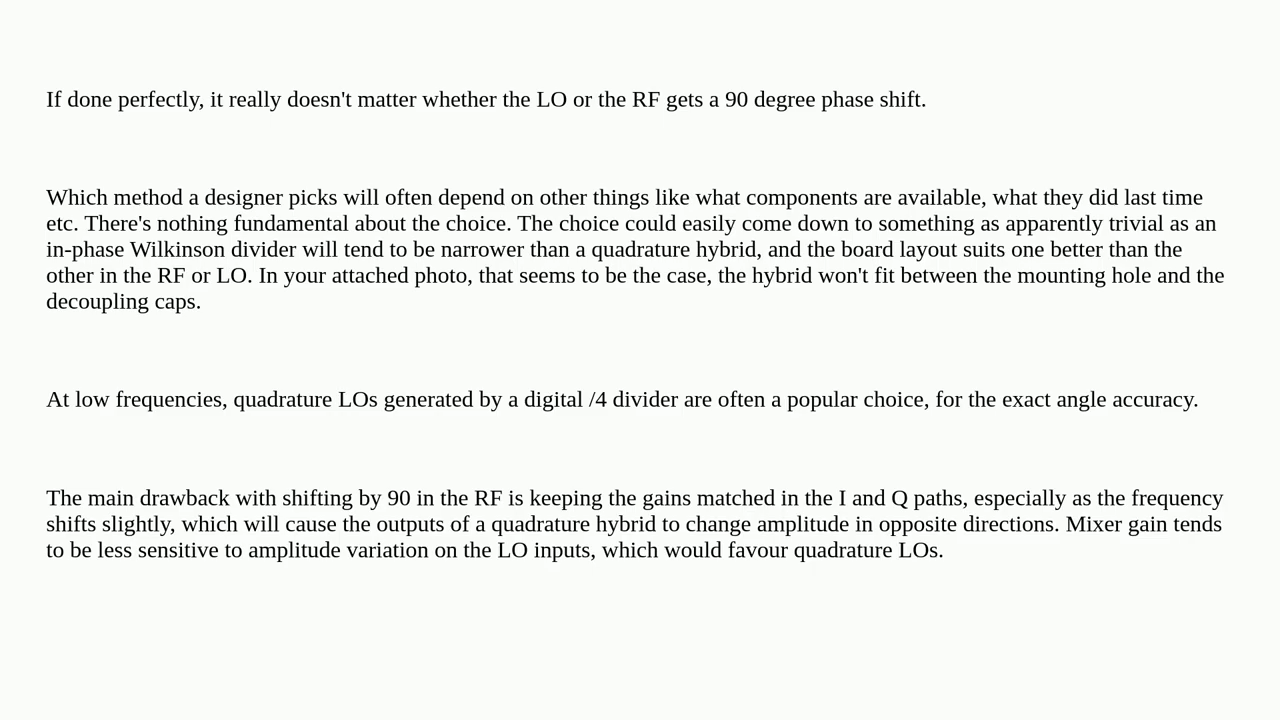 If done perfectly, it really doesn't matter whether the LO or the RF gets a 90 degree phase shift.
Which method a designer picks will often depend on other things like what components are available, what they did last time
etc. There's nothing fundamental about the choice. The choice could easily come down to something as apparently trivial as an
in-phase Wilkinson divider will tend to be narrower than a quadrature hybrid, and the board layout suits one better than the
other in the RF or LO. In your attached photo, that seems to be the case, the hybrid won't fit between the mounting hole and the
decoupling caps.
At low frequencies, quadrature LOs generated by a digital /4 divider are often a popular choice, for the exact angle accuracy.
The main drawback with shifting by 90 in the RF is keeping the gains matched in the I and Q paths, especially as the frequency
shifts slightly, which will cause the outputs of a quadrature hybrid to change amplitude in opposite directions. Mixer gain tends
to be less sensitive to amplitude variation on the LO inputs, which would favour quadrature LOs.